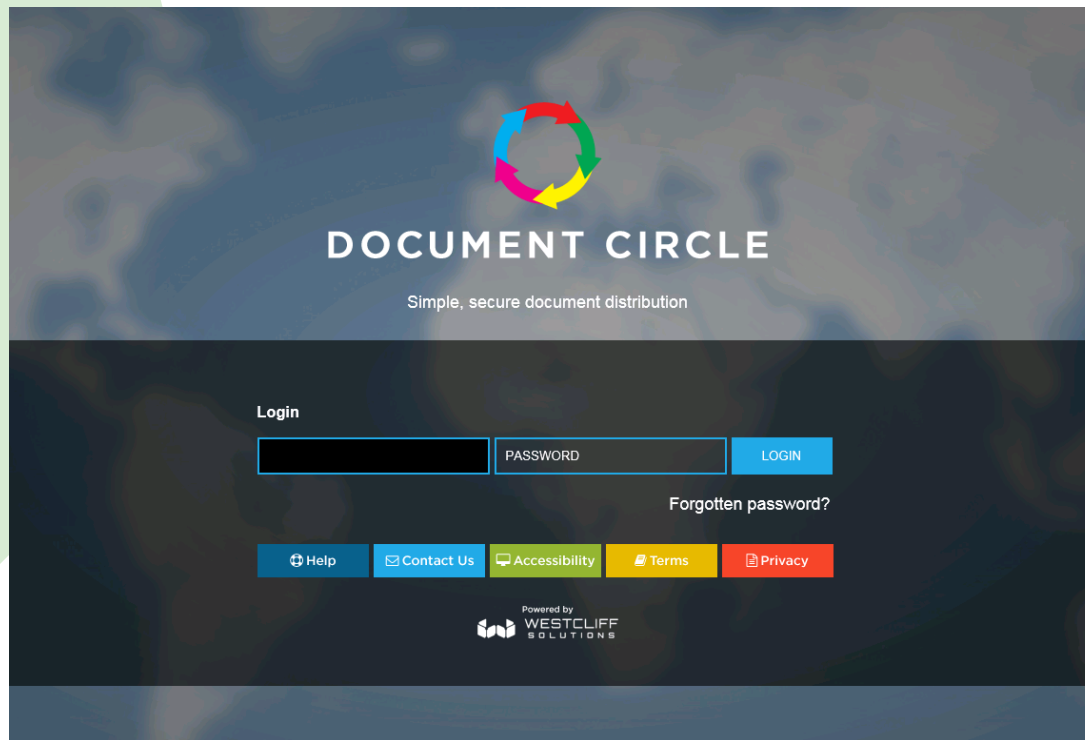 DOCUMENT CIRCLE
Simple, secure document distribution
Login
PASSWORD LOGIN
Forgotten password?
Help Contact Us Accessibility Terms Privacy
Powered by
WESTCLIFF
SOLUTIONS